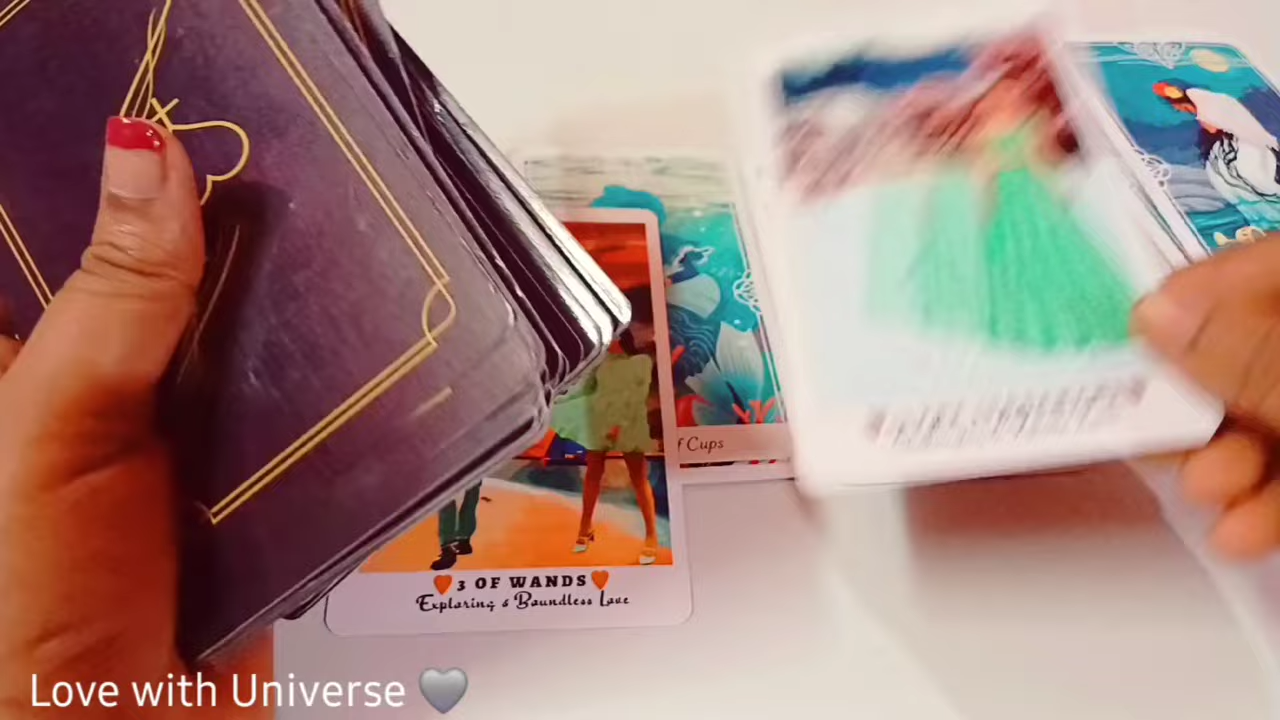 f Cups
❤3 OF WANDS❤
Exploring & Boundless Love
Love with Universe 🩶